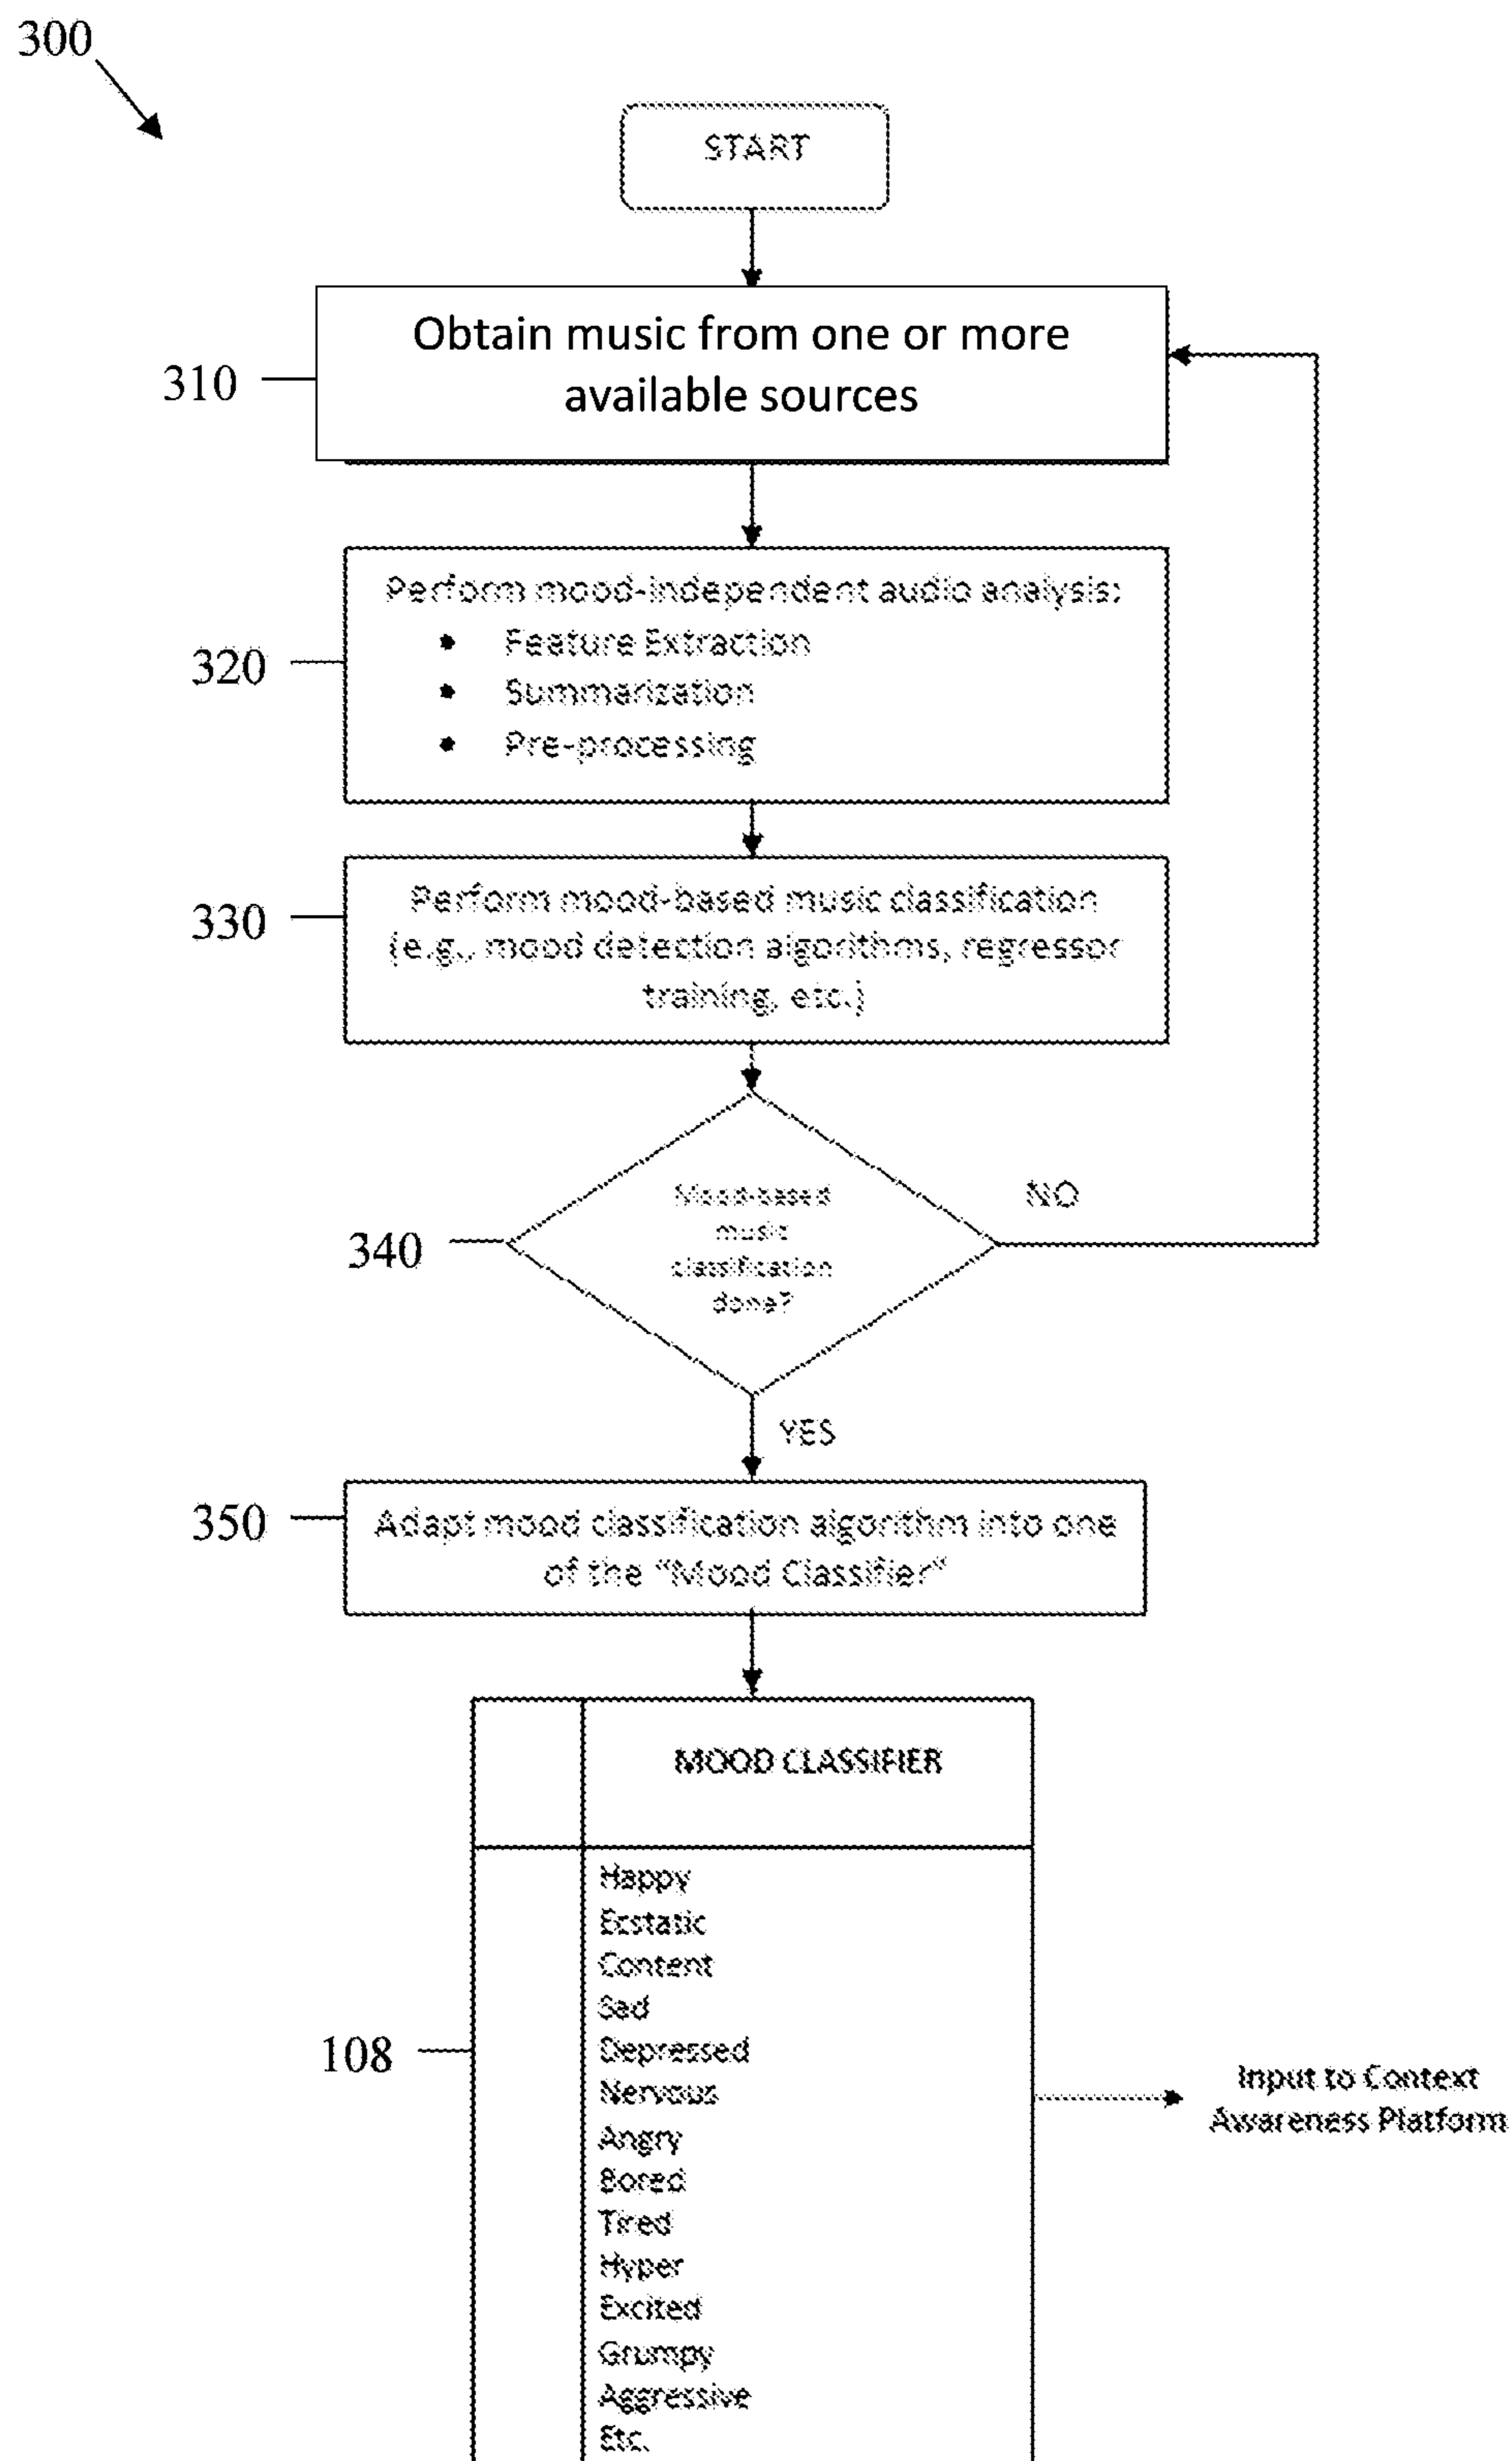 300
START
Obtain music from one or more
available sources
310
Perform mood-independent audio analysis:
• Feature Extraction
• Summarization
• Pre-processing
320
Perform mood-based music classification
(e.g., mood detection algorithms, regressor
training, etc.)
330
Mood-based
music
classification
done?
NO
340
YES
Adapt mood classification algorithm into one
of the "Mood Classifier"
350
MOOD CLASSIFIER
Happy
Ecstatic
Content
Sad
Depressed
Nervous
Angry
Bored
Tired
Hyper
Excited
Grumpy
Aggressive
Etc.
108
Input to Context
Awareness Platform